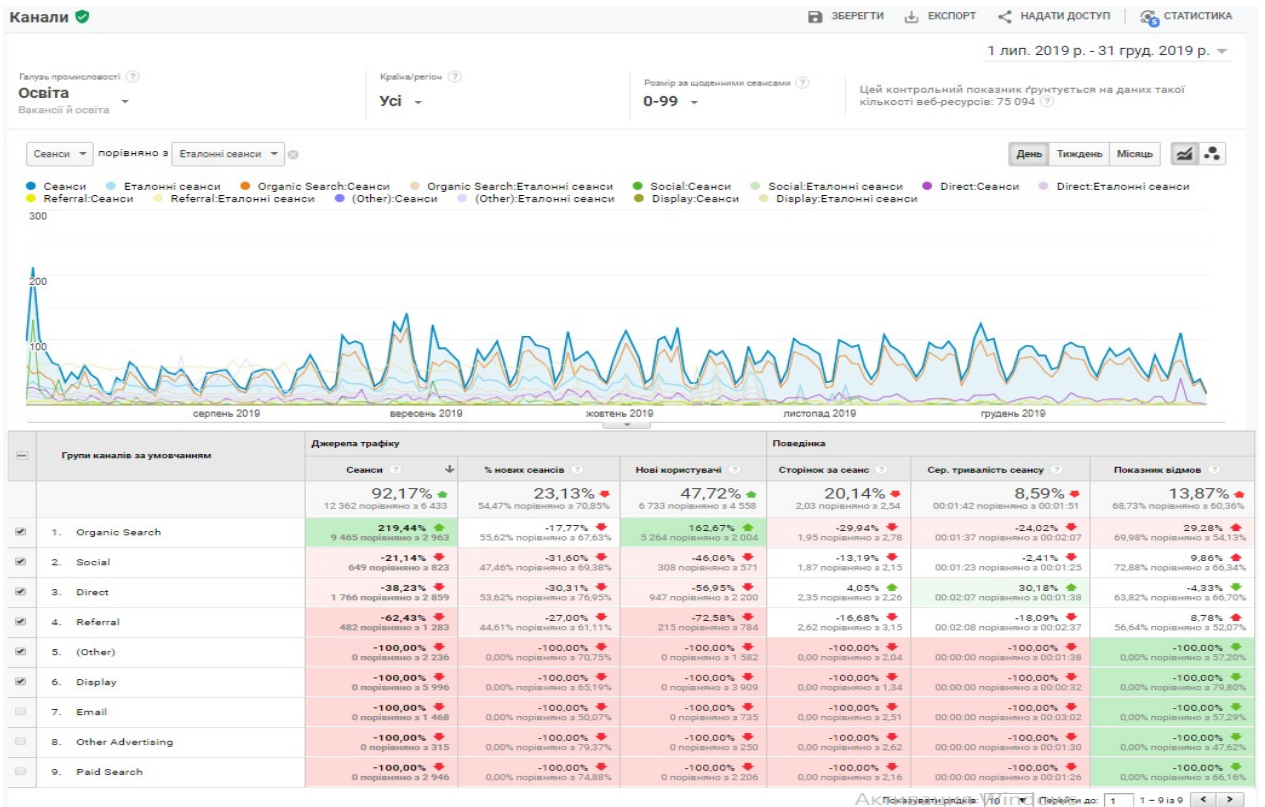 Канали
ЗБЕРЕГТИ ЕКСПОРТ НАДАТИ ДОСТУП 5 СТАТИСТИКА
1 лип. 2019 р. - 31 груд. 2019 р.
Галузь промисловості ? Країна/регіон ? Розмір за щоденними сеансами ?
Освіта Усі 0-99
Вакансії й освіта
Цей контрольний показник ґрунтується на даних такої
кількості веб-ресурсів: 75 094 ?
Сеанси порівняно з Еталонні сеанси
День Тиждень Місяць
Сеанси Еталонні сеанси Organic Search:Сеанси Organic Search:Еталонні сеанси Social:Сеанси Social:Еталонні сеанси Direct:Сеанси Direct:Еталонні сеанси
Referral:Сеанси Referral:Еталонні сеанси (Other):Сеанси (Other):Еталонні сеанси Display:Сеанси Display:Еталонні сеанси
300
200
100
серпень 2019 вересень 2019 жовтень 2019 листопад 2019 грудень 2019
Групи каналів за умовчанням
Джерела трафіку Поведінка
Сеанси ? % нових сеансів ? Нові користувачі ? Сторінок за сеанс ? Сер. тривалість сеансу ? Показник відмов ?
92,17% 23,13% 47,72% 20,14% 8,59% 13,87%
12 362 порівняно з 6 433 54,47% порівняно з 70,85% 6 733 порівняно з 4 558 2,03 порівняно з 2,54 00:01:42 порівняно з 00:01:51 68,73% порівняно з 60,36%
1. Organic Search 219,44% -17,77% 162,67% -29,94% -24,02% 29,28%
9 465 порівняно з 2 963 55,62% порівняно з 67,63% 5 264 порівняно з 2 004 1,95 порівняно з 2,78 00:01:37 порівняно з 00:02:07 69,98% порівняно з 54,13%
2. Social -21,14% -31,60% -46,06% -13,19% -2,41% 9,86%
649 порівняно з 823 47,46% порівняно з 69,38% 308 порівняно з 571 1,87 порівняно з 2,15 00:01:23 порівняно з 00:01:25 72,88% порівняно з 66,34%
3. Direct -38,23% -30,31% -56,95% 4,05% 30,18% -4,33%
1 766 порівняно з 2 859 53,62% порівняно з 76,95% 947 порівняно з 2 200 2,35 порівняно з 2,26 00:02:07 порівняно з 00:01:38 63,82% порівняно з 66,70%
4. Referral -62,43% -27,00% -72,58% -16,68% -18,09% 8,78%
482 порівняно з 1 283 44,61% порівняно з 61,11% 215 порівняно з 784 2,62 порівняно з 3,15 00:02:08 порівняно з 00:02:37 56,64% порівняно з 52,07%
5. (Other) -100,00% -100,00% -100,00% -100,00% -100,00% -100,00%
0 порівняно з 2 236 0,00% порівняно з 70,75% 0 порівняно з 1 582 0,00 порівняно з 2,04 00:00:00 порівняно з 00:01:38 0,00% порівняно з 57,20%
6. Display -100,00% -100,00% -100,00% -100,00% -100,00% -100,00%
0 порівняно з 5 996 0,00% порівняно з 65,19% 0 порівняно з 3 909 0,00 порівняно з 1,34 00:00:00 порівняно з 00:00:32 0,00% порівняно з 79,80%
7. Email -100,00% -100,00% -100,00% -100,00% -100,00% -100,00%
0 порівняно з 1 468 0,00% порівняно з 50,07% 0 порівняно з 735 0,00 порівняно з 2,51 00:00:00 порівняно з 00:03:02 0,00% порівняно з 57,29%
8. Other Advertising -100,00% -100,00% -100,00% -100,00% -100,00% -100,00%
0 порівняно з 315 0,00% порівняно з 79,37% 0 порівняно з 250 0,00 порівняно з 2,62 00:00:00 порівняно з 00:01:30 0,00% порівняно з 47,62%
9. Paid Search -100,00% -100,00% -100,00% -100,00% -100,00% -100,00%
0 порівняно з 2 946 0,00% порівняно з 74,88% 0 порівняно з 2 206 0,00 порівняно з 2,16 00:00:00 порівняно з 00:01:26 0,00% порівняно з 66,16%
Показувати рядків: 10 Перейти до: 1 1 – 9 із 9